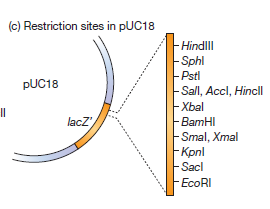 (c) Restriction sites in pUC18
pUC18
II
lacZ'
HindIII
SphI
PstI
SalI, AccI, HincII
XbaI
BamHI
SmaI, XmaI
KpnI
SacI
EcoRI